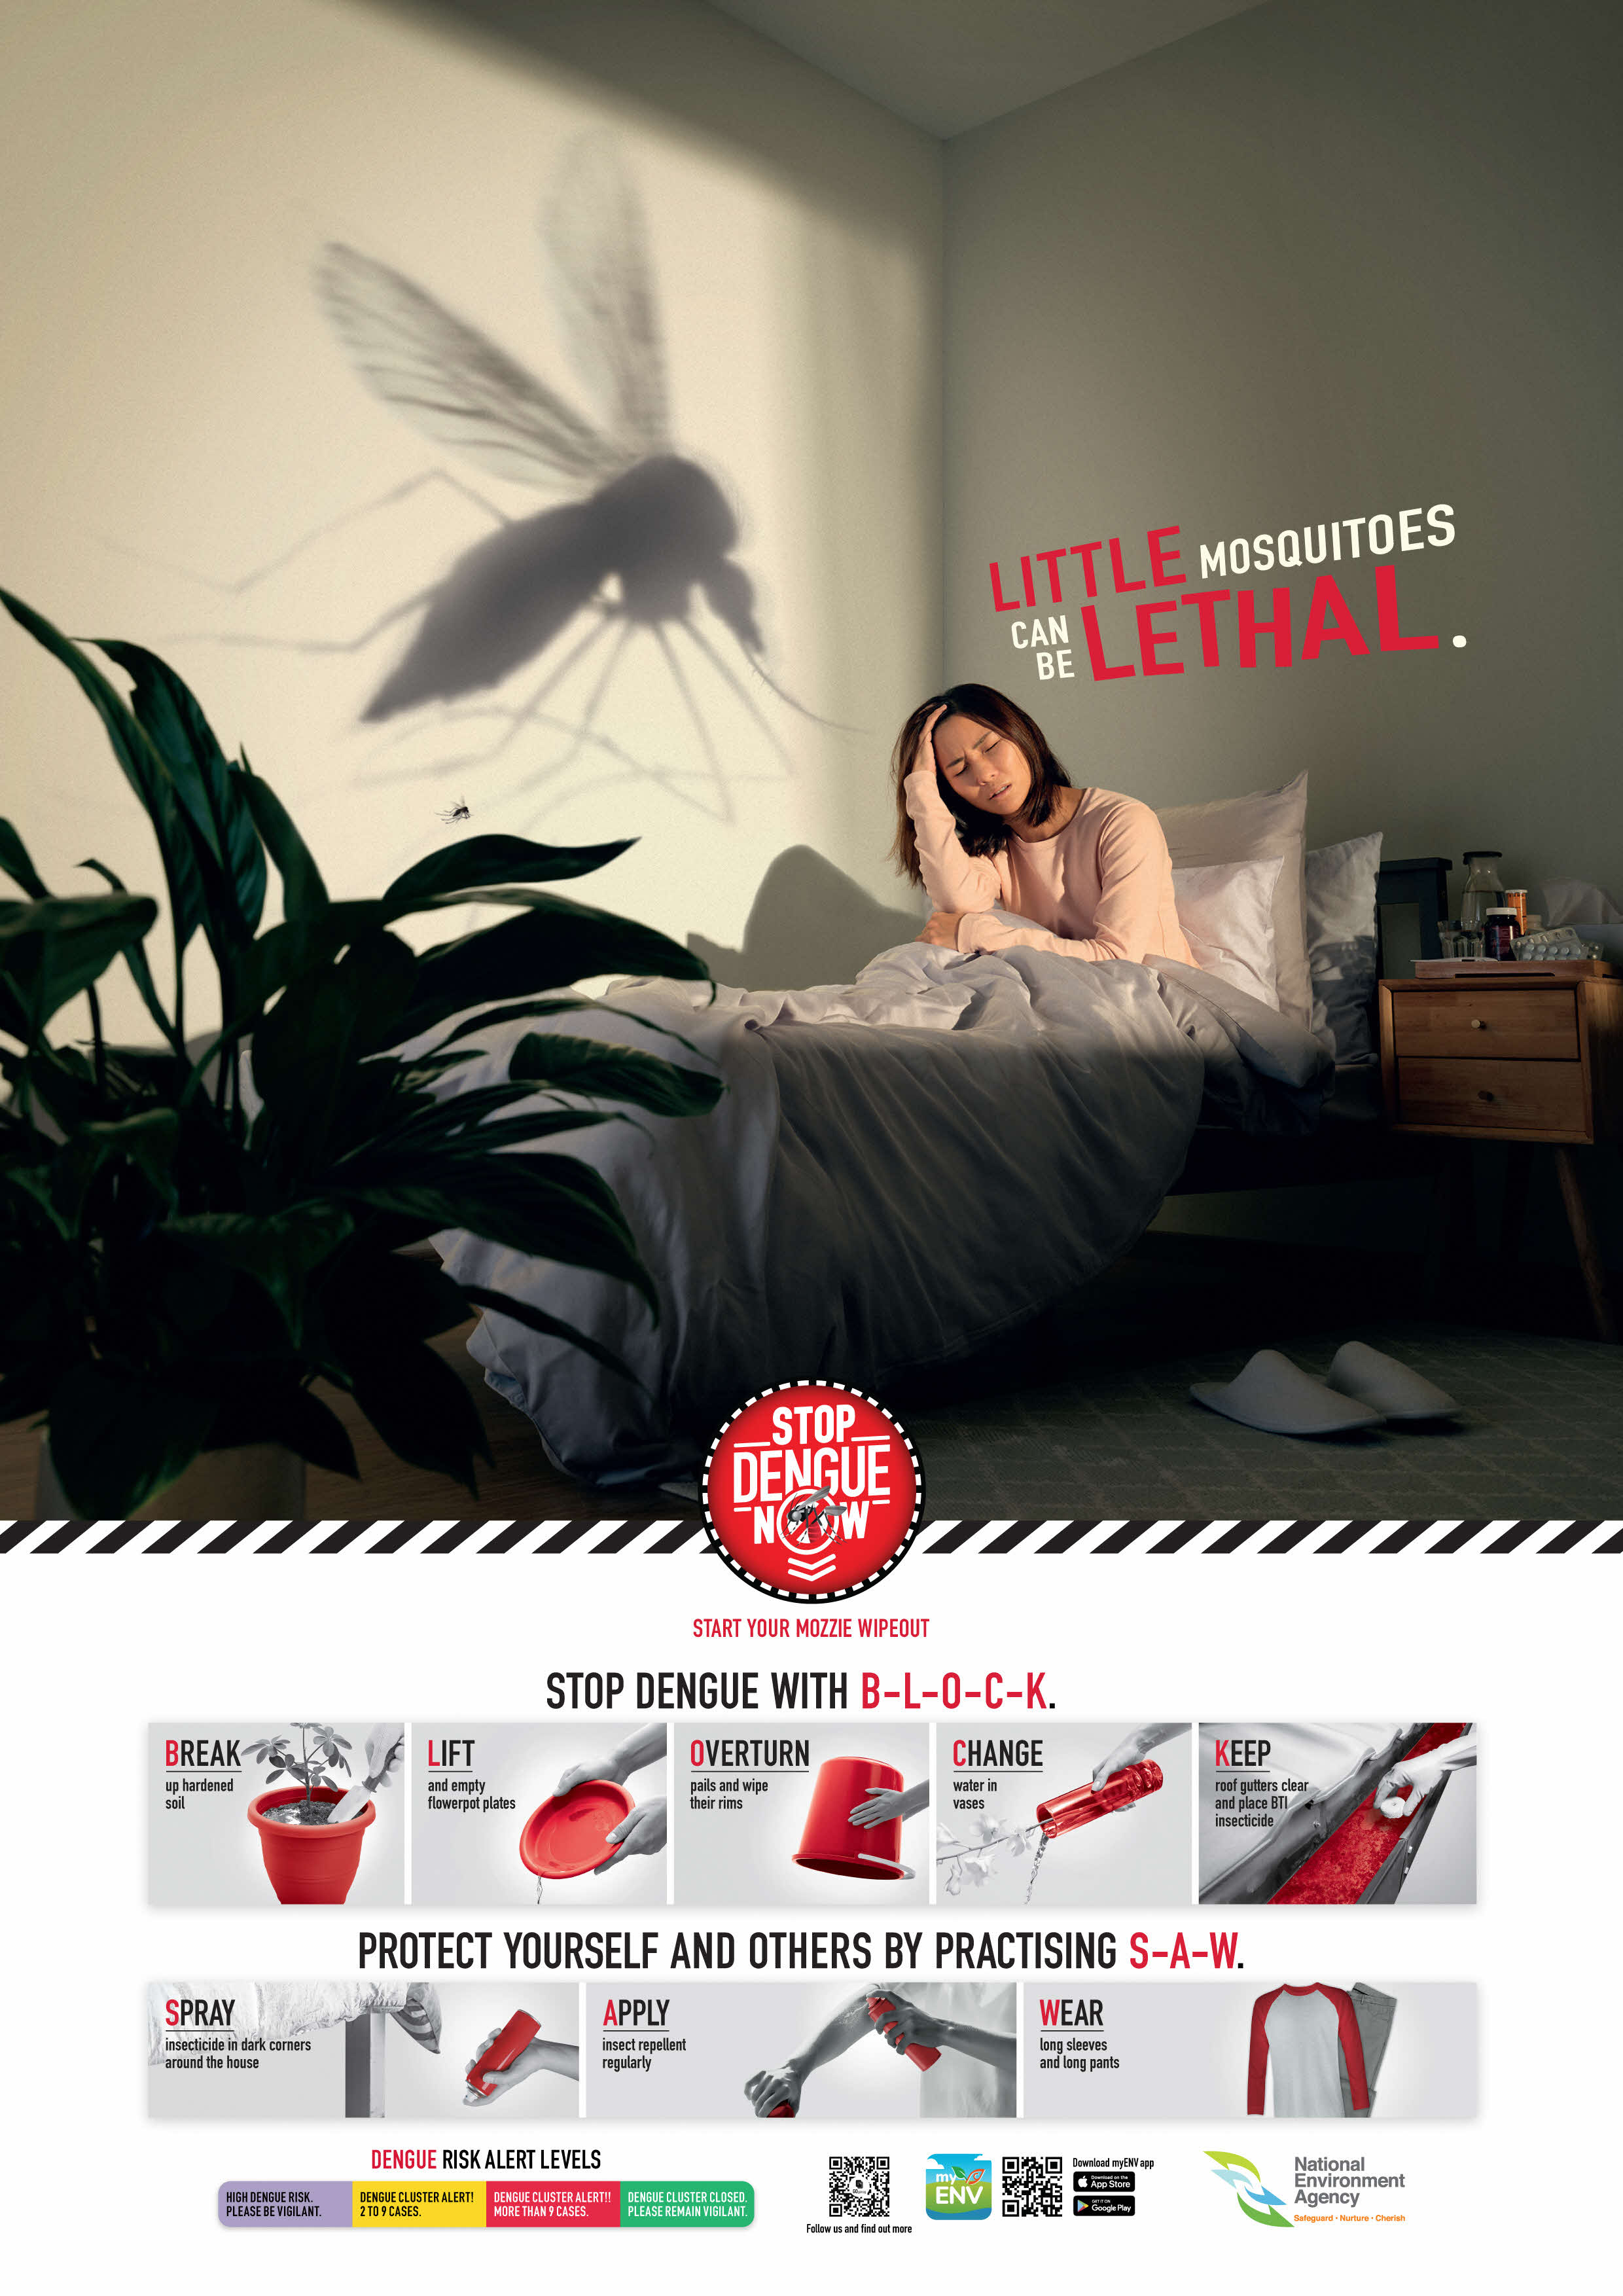 LITTLE MOSQUITOES
CAN
BE
LETHAL.
STOP
DENGUE
NOW
START YOUR MOZZIE WIPEOUT
STOP DENGUE WITH B-L-O-C-K.
BREAK
up hardened
soil
LIFT
and empty
flowerpot plates
OVERTURN
pails and wipe
their rims
CHANGE
water in
vases
KEEP
roof gutters clear
and place BTI
insecticide
PROTECT YOURSELF AND OTHERS BY PRACTISING S-A-W.
SPRAY
insecticide in dark corners
around the house
APPLY
insect repellent
regularly
WEAR
long sleeves
and long pants
DENGUE RISK ALERT LEVELS
HIGH DENGUE RISK.
PLEASE BE VIGILANT.
DENGUE CLUSTER ALERT!
2 TO 9 CASES.
DENGUE CLUSTER ALERT!!
MORE THAN 9 CASES.
DENGUE CLUSTER CLOSED.
PLEASE REMAIN VIGILANT.
Follow us and find out more
my
ENV
Download myENV app
Download on the
App Store
GET IT ON
Google Play
National
Environment
Agency
Safeguard • Nurture • Cherish